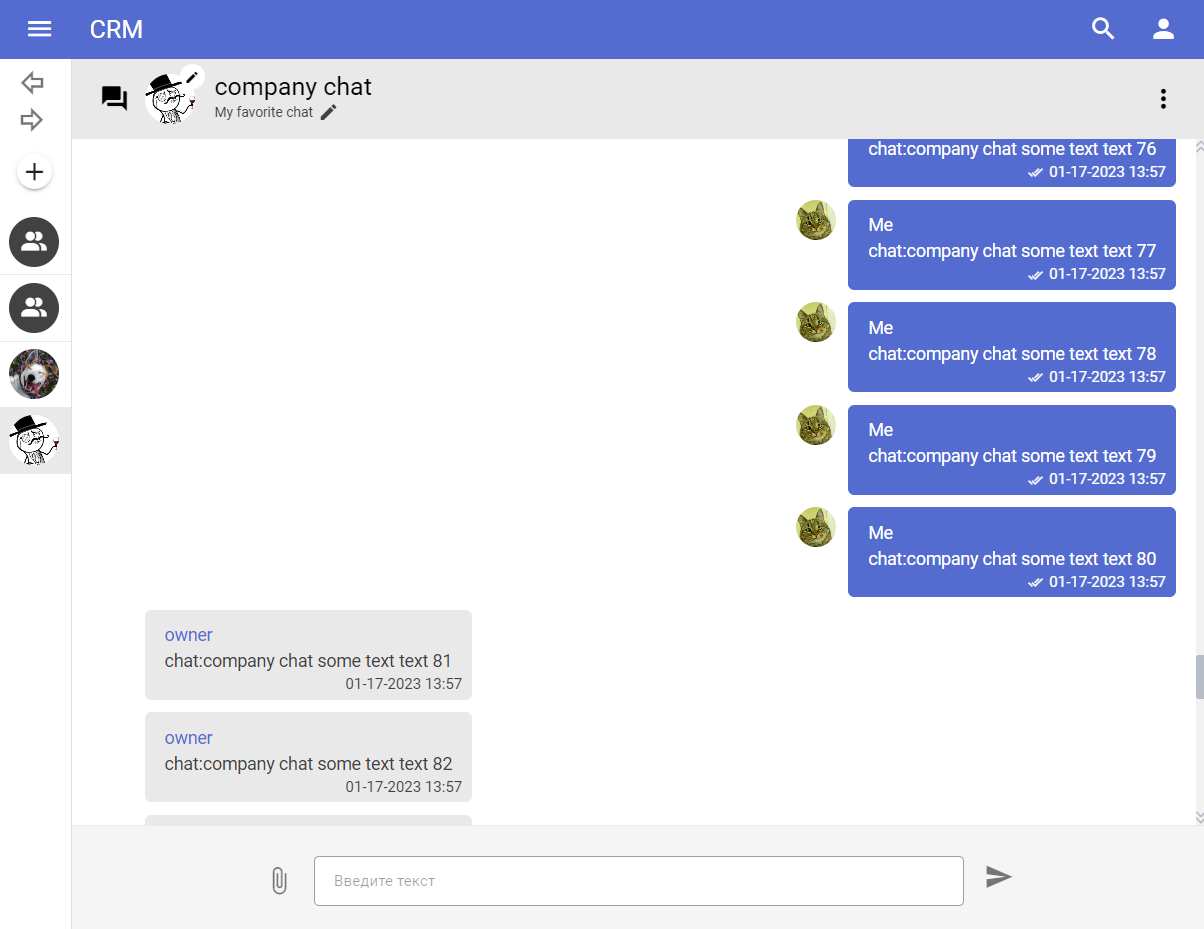 CRM
company chat
My favorite chat
chat:company chat some text text 76
01-17-2023 13:57
Me
chat:company chat some text text 77
01-17-2023 13:57
Me
chat:company chat some text text 78
01-17-2023 13:57
Me
chat:company chat some text text 79
01-17-2023 13:57
Me
chat:company chat some text text 80
01-17-2023 13:57
owner
chat:company chat some text text 81
01-17-2023 13:57
owner
chat:company chat some text text 82
01-17-2023 13:57
Введите текст